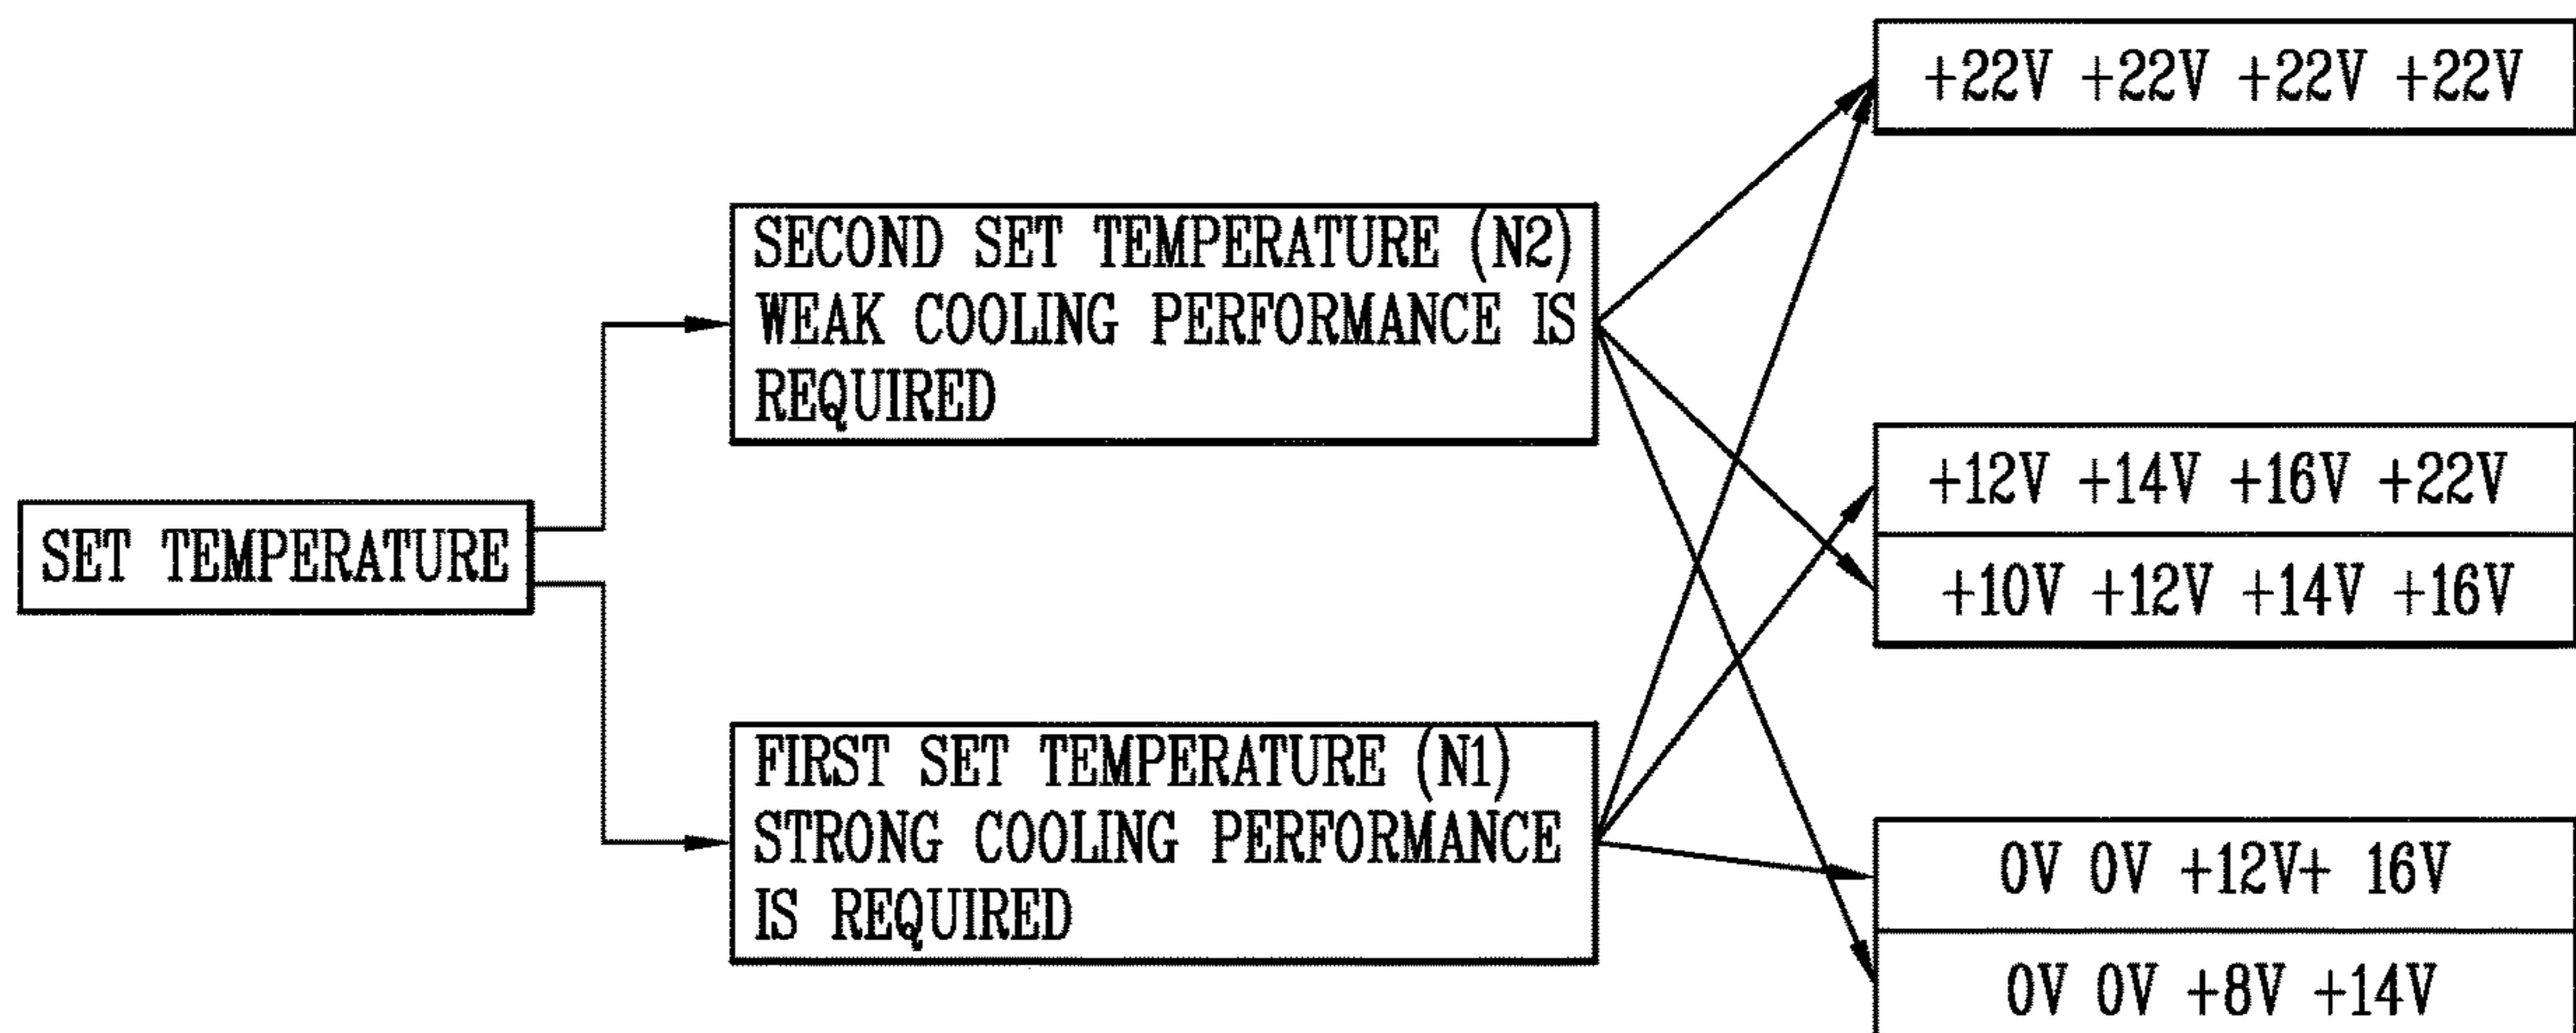 SET TEMPERATURE
SECOND SET TEMPERATURE (N2)
WEAK COOLING PERFORMANCE IS
REQUIRED
FIRST SET TEMPERATURE (N1)
STRONG COOLING PERFORMANCE
IS REQUIRED
+22V +22V +22V +22V
+12V +14V +16V +22V
+10V +12V +14V +16V
0V 0V +12V+ 16V
0V 0V +8V +14V